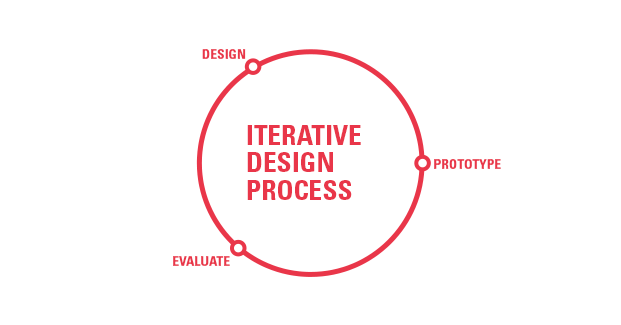 DESIGN
ITERATIVE
DESIGN
PROCESS
PROTOTYPE
EVALUATE